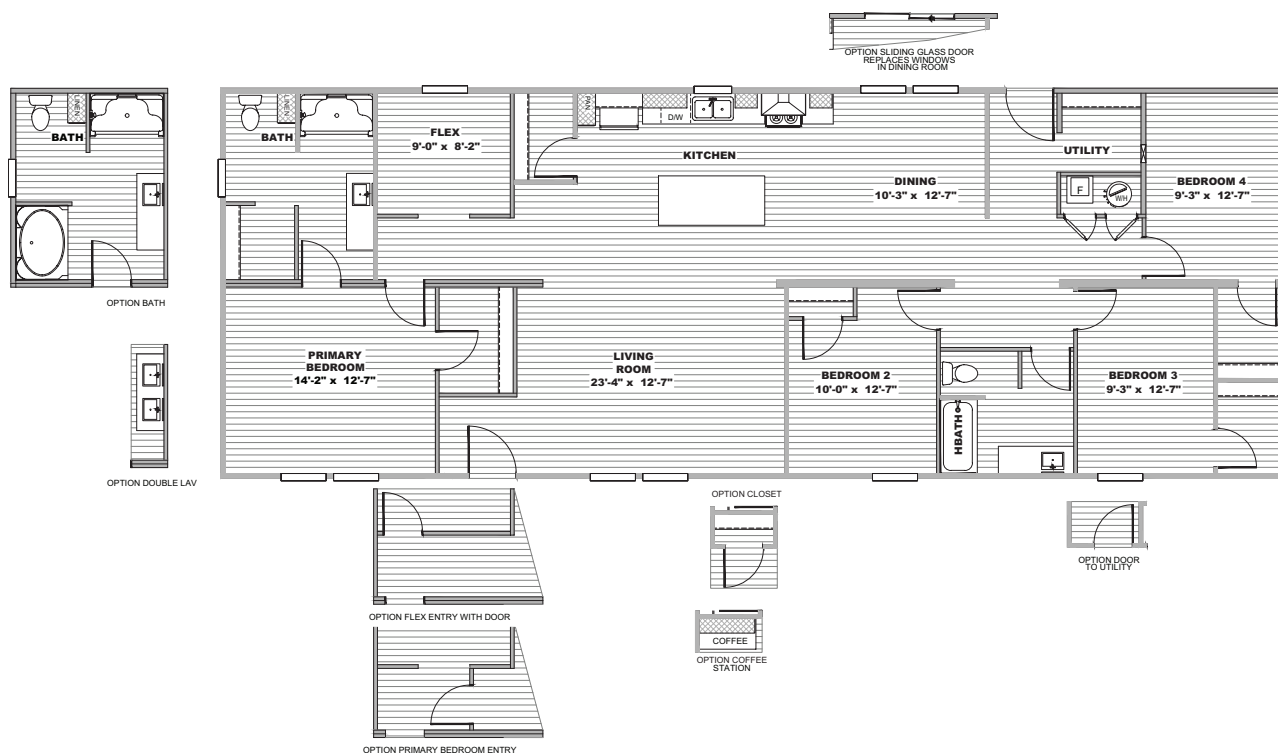 OPTION SLIDING GLASS DOOR
REPLACES WINDOWS
IN DINING ROOM
LINEN
BATH
OPTION BATH
LINEN
BATH
FLEX
9'-0" x 8'-2"
PAN
D/W
KITCHEN
DINING
10'-3" x 12'-7"
UTILITY
F
W/H
BEDROOM 4
9'-3" x 12'-7"
PRIMARY
BEDROOM
14'-2" x 12'-7"
LIVING
ROOM
23'-4" x 12'-7"
BEDROOM 2
10'-0" x 12'-7"
HBATH
BEDROOM 3
9'-3" x 12'-7"
OPTION DOUBLE LAV
OPTION CLOSET
OPTION DOOR
TO UTILITY
OPTION FLEX ENTRY WITH DOOR
COFFEE
OPTION COFFEE
STATION
OPTION PRIMARY BEDROOM ENTRY